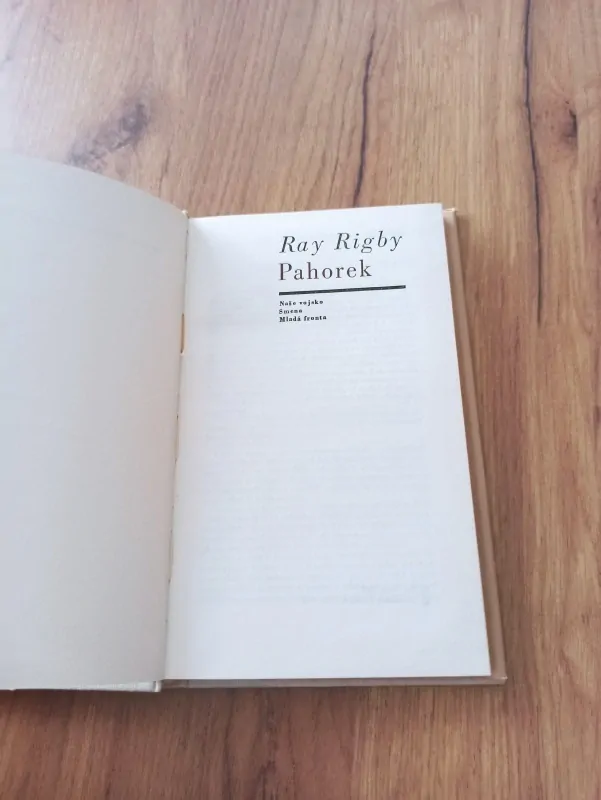 Ray Rigby
Pahorek
Naše vojsko
Smena
Mladá fronta